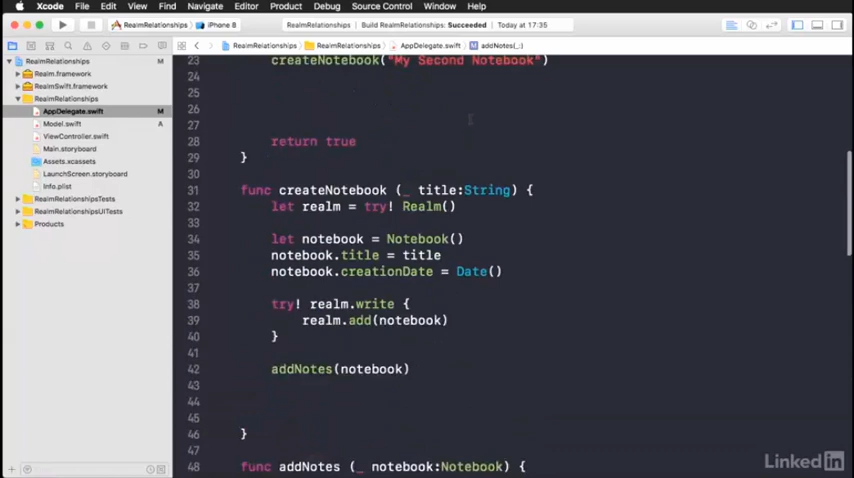 Xcode File Edit View Find Navigate Editor Product Debug Source Control Window Help
RealmRelationships iPhone 8 RealmRelationships Build RealmRelationships: Succeeded Today at 17:35
RealmRelationships RealmRelationships AppDelegate.swift M addNotes(_:)
RealmRelationships M
Realm.framework
RealmSwift.framework
RealmRelationships
AppDelegate.swift M
Model.swift A
ViewController.swift
Main.storyboard
Assets.xcassets
LaunchScreen.storyboard
Info.plist
RealmRelationshipsTests
RealmRelationshipsUITests
Products
23 createNotebook("My Second Notebook")
24
25
26
27
28 return true
29 }
30
31 func createNotebook (_ title:String) {
32 let realm = try! Realm()
33
34 let notebook = Notebook()
35 notebook.title = title
36 notebook.creationDate = Date()
37
38 try! realm.write {
39 realm.add(notebook)
40 }
41
42 addNotes(notebook)
43
44
45
46 }
47
48 func addNotes (_ notebook:Notebook) {
Linked in